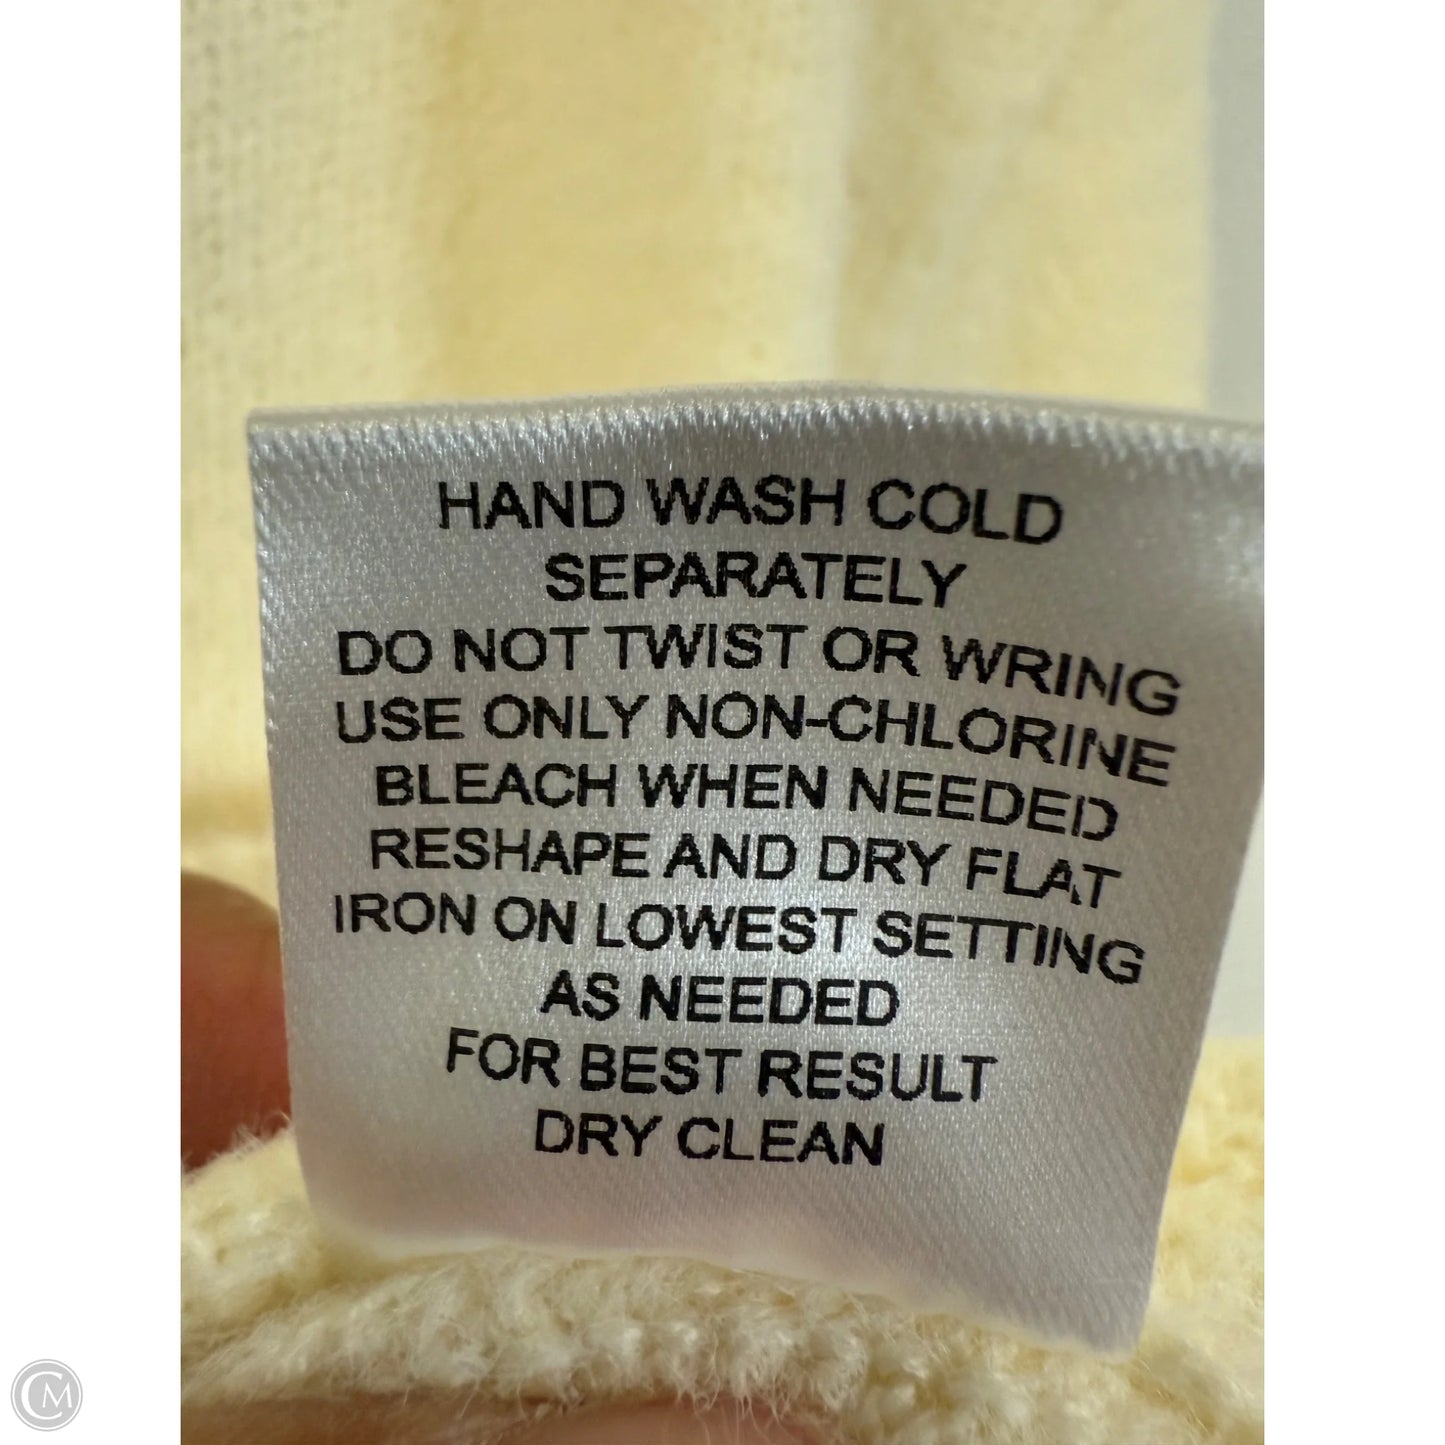 HAND WASH COLD
SEPARATELY
DO NOT TWIST OR WRING
USE ONLY NON-CHLORINE
BLEACH WHEN NEEDED
RESHAPE AND DRY FLAT
IRON ON LOWEST SETTING
AS NEEDED
FOR BEST RESULT
DRY CLEAN
CM